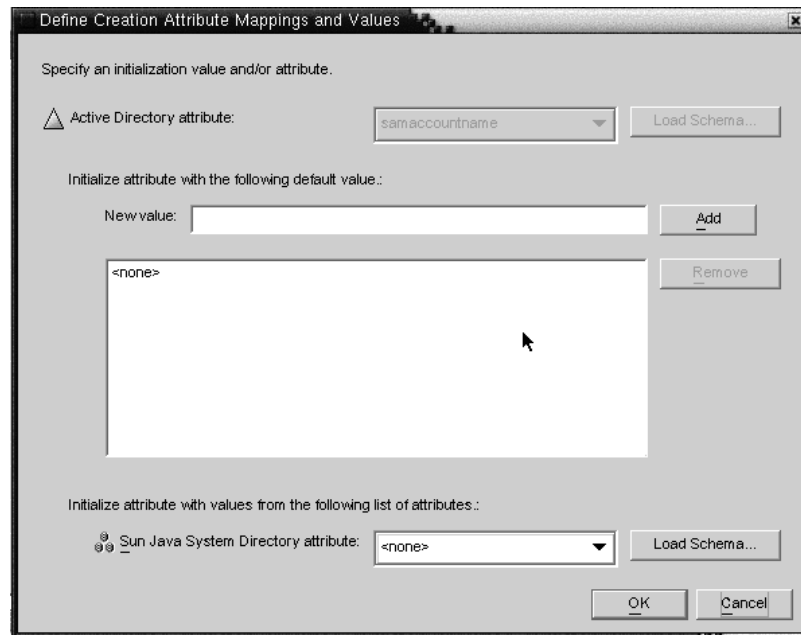 Define Creation Attribute Mappings and Values
Specify an initialization value and/or attribute.
Active Directory attribute: samaccountname Load Schema...
Initialize attribute with the following default value.:
New value: Add
<none> Remove
Initialize attribute with values from the following list of attributes.:
Sun Java System Directory attribute: <none> Load Schema...
OK Cancel